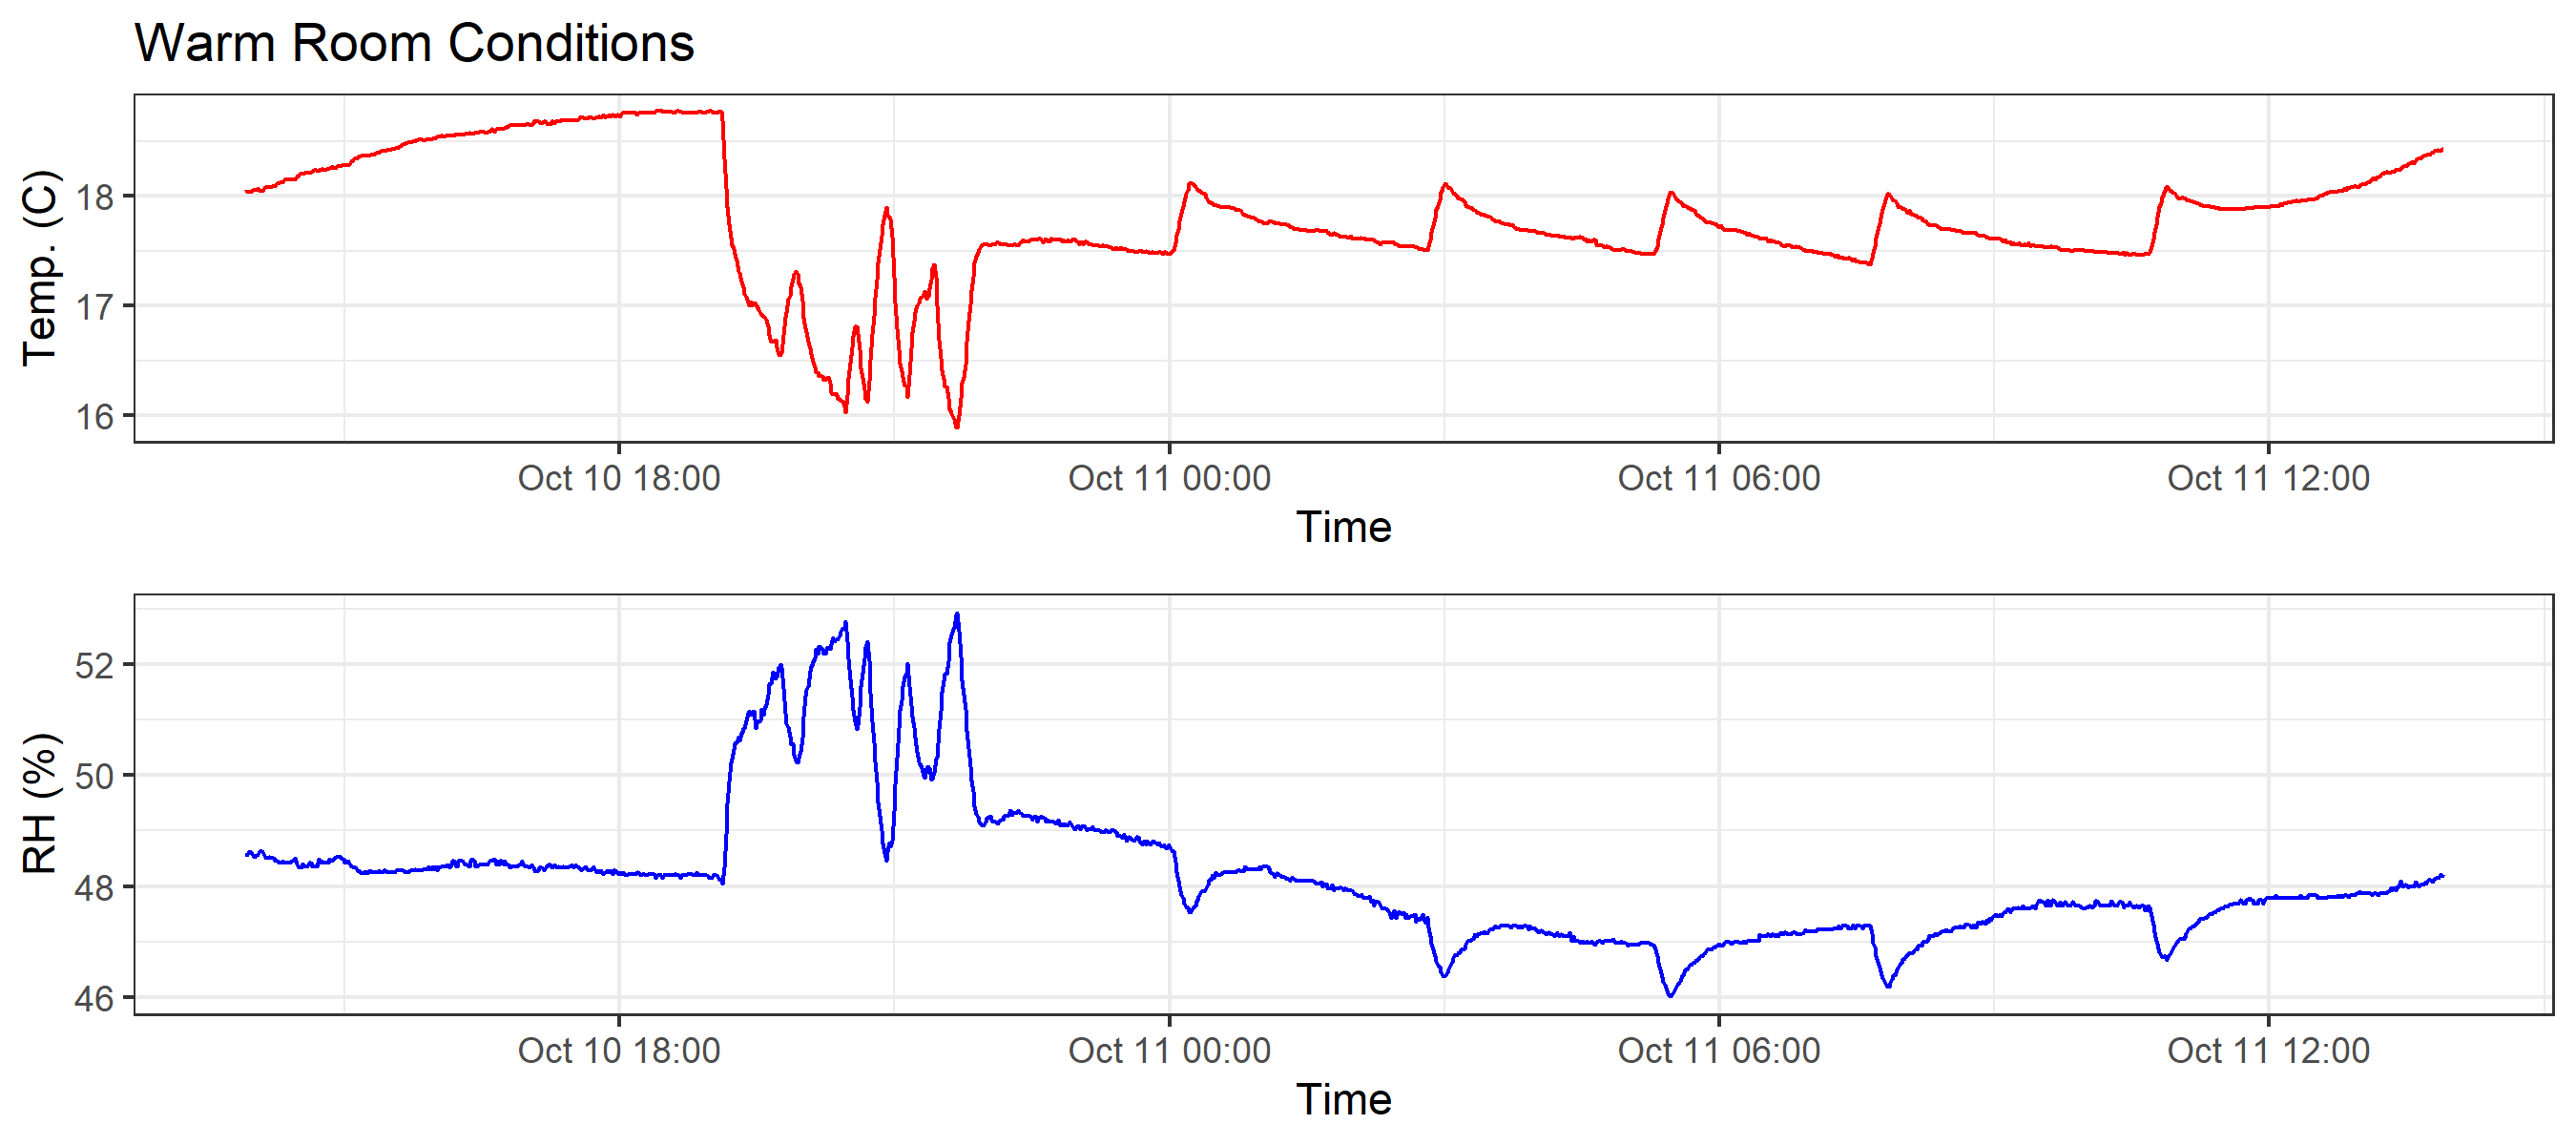 Warm Room Conditions
Temp. (C)
18
17
16
Oct 10 18:00 Oct 11 00:00 Oct 11 06:00 Oct 11 12:00
Time
RH (%)
52
50
48
46
Oct 10 18:00 Oct 11 00:00 Oct 11 06:00 Oct 11 12:00
Time